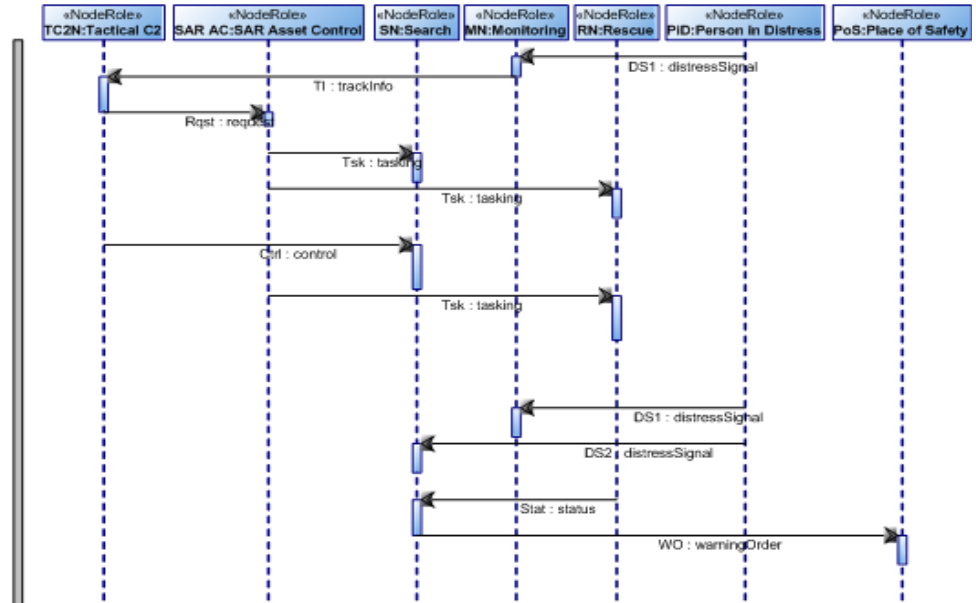 «NodeRole»
TC2N:Tactical C2
«NodeRole»
SAR AC:SAR Asset Control
«NodeRole»
SN:Search
«NodeRole»
MN:Monitoring
«NodeRole»
RN:Rescue
«NodeRole»
PiD:Person In Distress
«NodeRole»
PoS:Place of Safety
DS1 : distressSignal
TI : trackInfo
Rqst : request
Tsk : tasking
Tsk : tasking
Ctrl : control
Tsk : tasking
DS1 : distressSignal
DS2 : distressSignal
Stat : status
WO : warningOrder